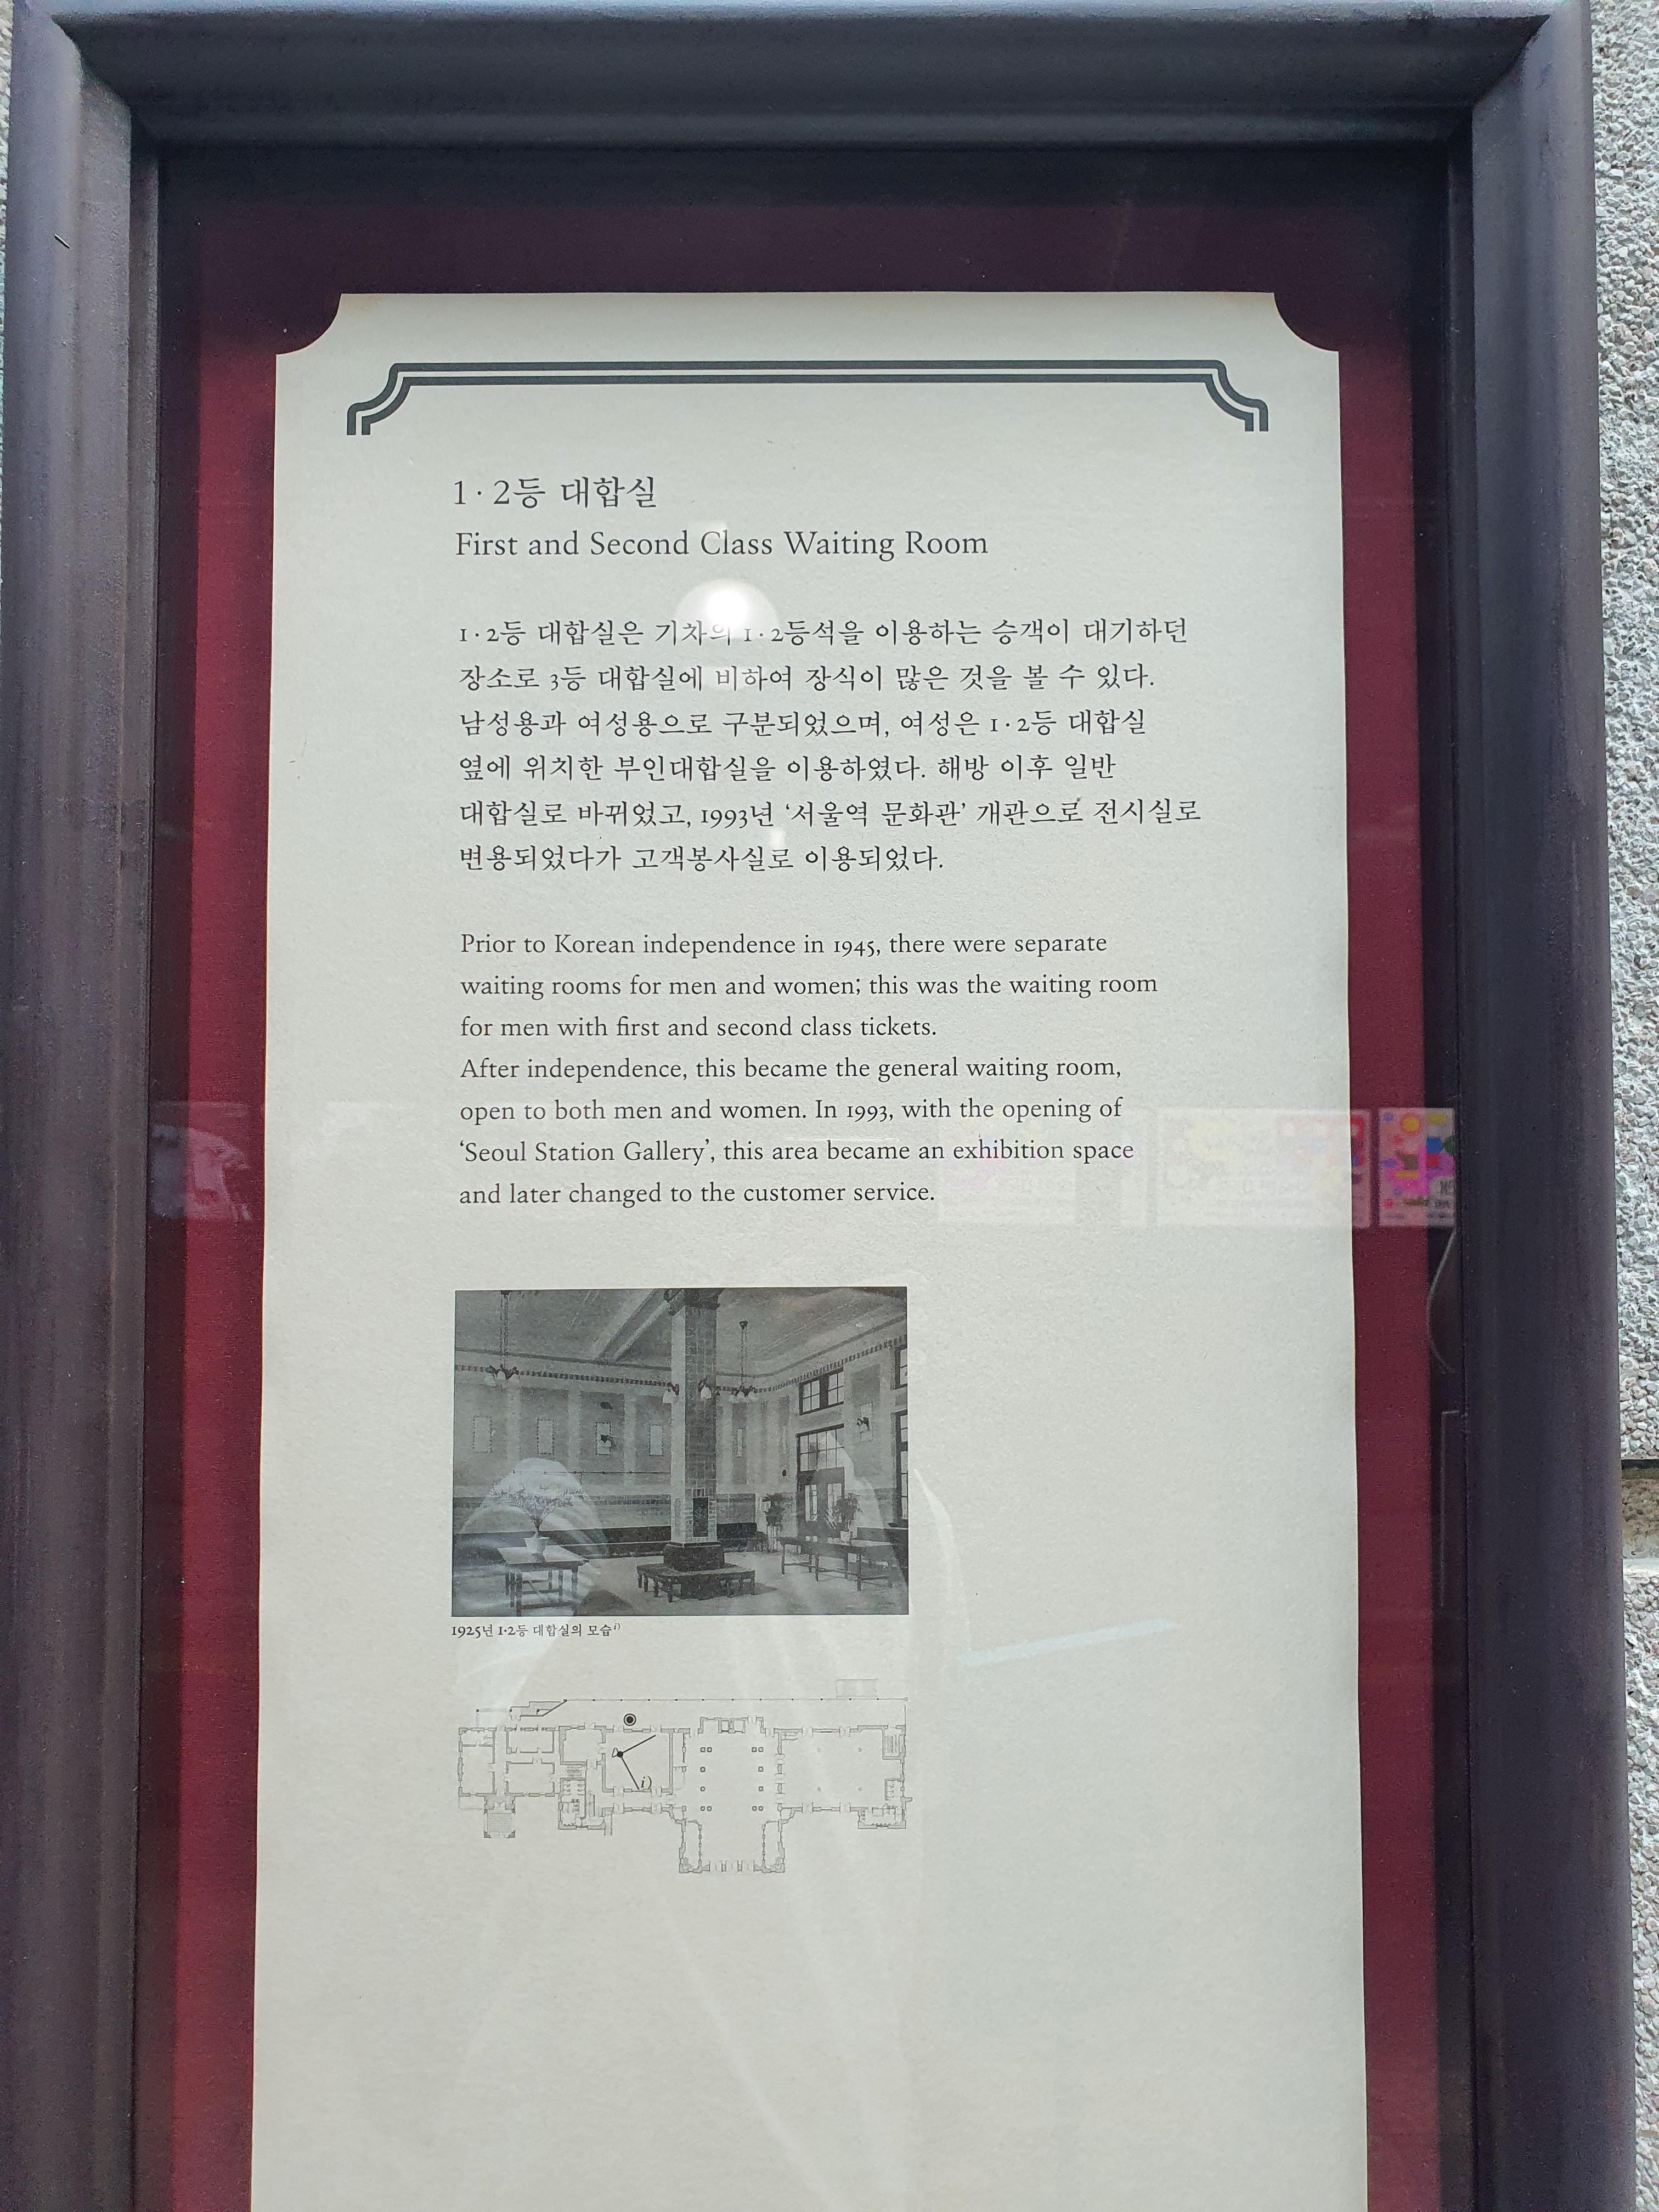 1·2등 대합실
First and Second Class Waiting Room
1·2등 대합실은 기차의 1·2등석을 이용하는 승객이 대기하던
장소로 3등 대합실에 비하여 장식이 많은 것을 볼 수 있다.
남성용과 여성용으로 구분되었으며, 여성은 1·2등 대합실
옆에 위치한 부인대합실을 이용하였다. 해방 이후 일반
대합실로 바뀌었고, 1993년 ‘서울역 문화관’ 개관으로 전시실로
변용되었다가 고객봉사실로 이용되었다.
Prior to Korean independence in 1945, there were separate
waiting rooms for men and women; this was the waiting room
for men with first and second class tickets.
After independence, this became the general waiting room,
open to both men and women. In 1993, with the opening of
‘Seoul Station Gallery’, this area became an exhibition space
and later changed to the customer service.
1925년 1·2등 대합실의 모습i)
i)